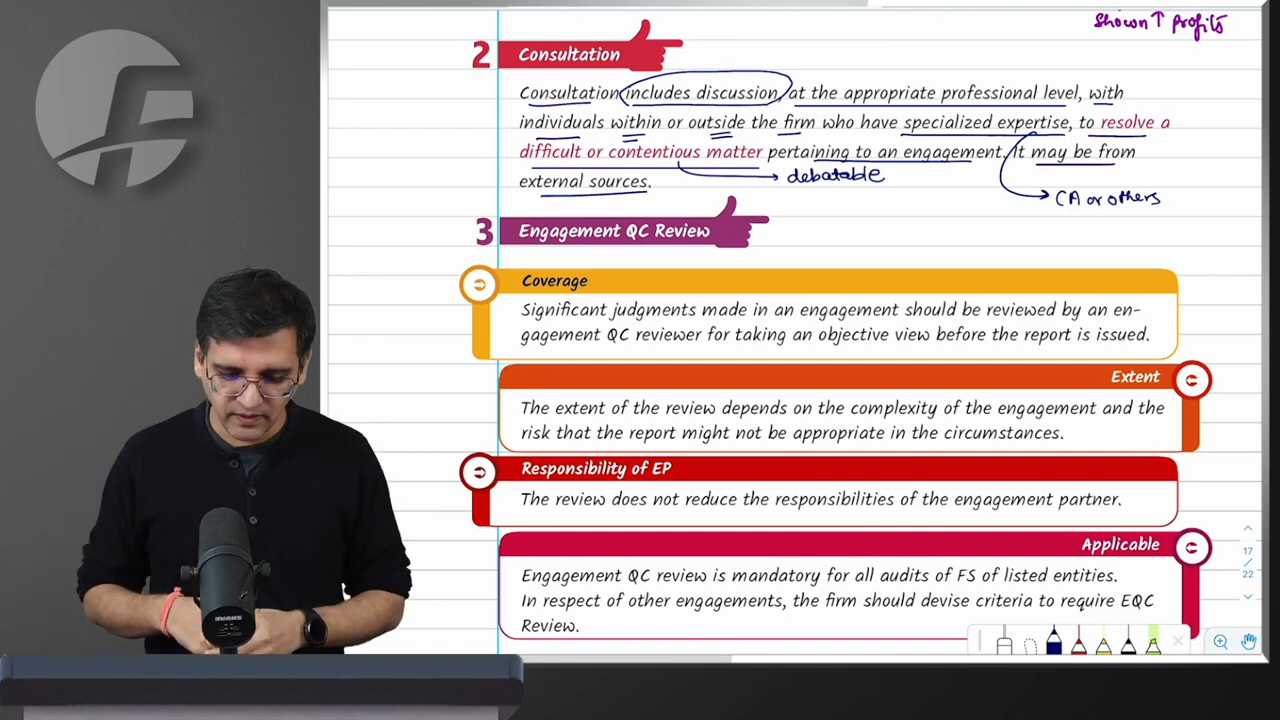 shown ↑ profits
2 Consultation
Consultation includes discussion, at the appropriate professional level, with
individuals within or outside the firm who have specialized expertise, to resolve a
difficult or contentious matter pertaining to an engagement. It may be from
external sources.
debatable
CA or others
3 Engagement QC Review
Coverage
Significant judgments made in an engagement should be reviewed by an en-
gagement QC reviewer for taking an objective view before the report is issued.
Extent
The extent of the review depends on the complexity of the engagement and the
risk that the report might not be appropriate in the circumstances.
Responsibility of EP
The review does not reduce the responsibilities of the engagement partner.
Applicable
Engagement QC review is mandatory for all audits of FS of listed entities.
In respect of other engagements, the firm should devise criteria to require EQC
Review.
17
/
22